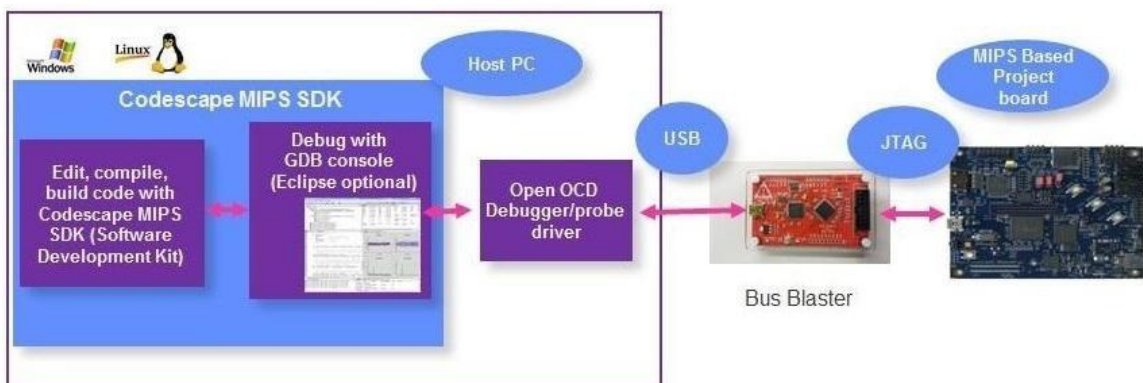 Microsoft
Windows
Linux
Host PC
MIPS Based
Project
board
Codescape MIPS SDK
USB
JTAG
Edit, compile,
build code with
Codescape MIPS
SDK (Software
Development Kit)
Debug with
GDB console
(Eclipse optional)
Open OCD
Debugger/probe
driver
Bus Blaster